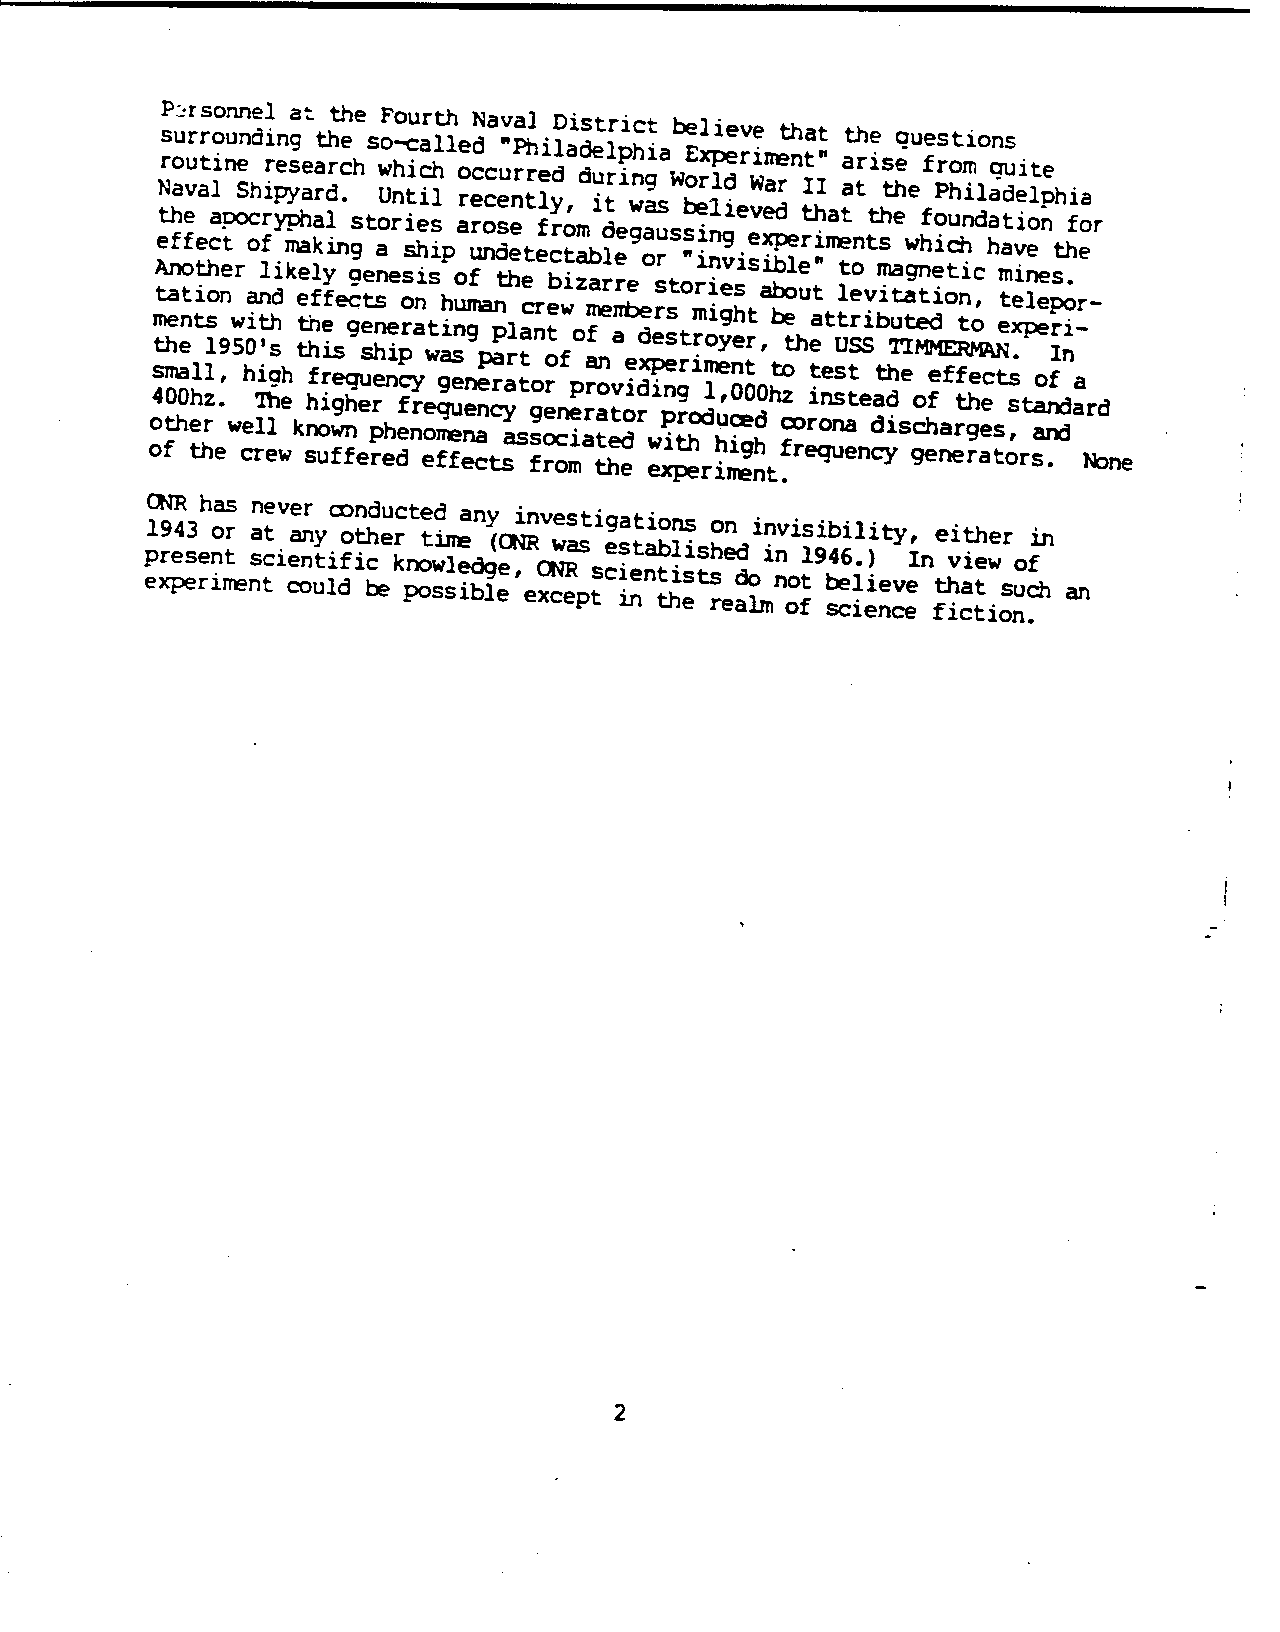 Personnel at the Fourth Naval District believe that the questions
surrounding the so-called "Philadelphia Experiment" arise from quite
routine research which occurred during World War II at the Philadelphia
Naval Shipyard. Until recently, it was believed that the foundation for
the apocryphal stories arose from degaussing experiments which have the
effect of making a ship undetectable or "invisible" to magnetic mines.
Another likely genesis of the bizarre stories about levitation, telepor-
tation and effects on human crew members might be attributed to experi-
ments with the generating plant of a destroyer, the USS TIMMERMAN. In
the 1950's this ship was part of an experiment to test the effects of a
small, high frequency generator providing 1,000hz instead of the standard
400hz. The higher frequency generator produced corona discharges, and
other well known phenomena associated with high frequency generators. None
of the crew suffered effects from the experiment.
ONR has never conducted any investigations on invisibility, either in
1943 or at any other time (ONR was established in 1946.) In view of
present scientific knowledge, ONR scientists do not believe that such an
experiment could be possible except in the realm of science fiction.
2